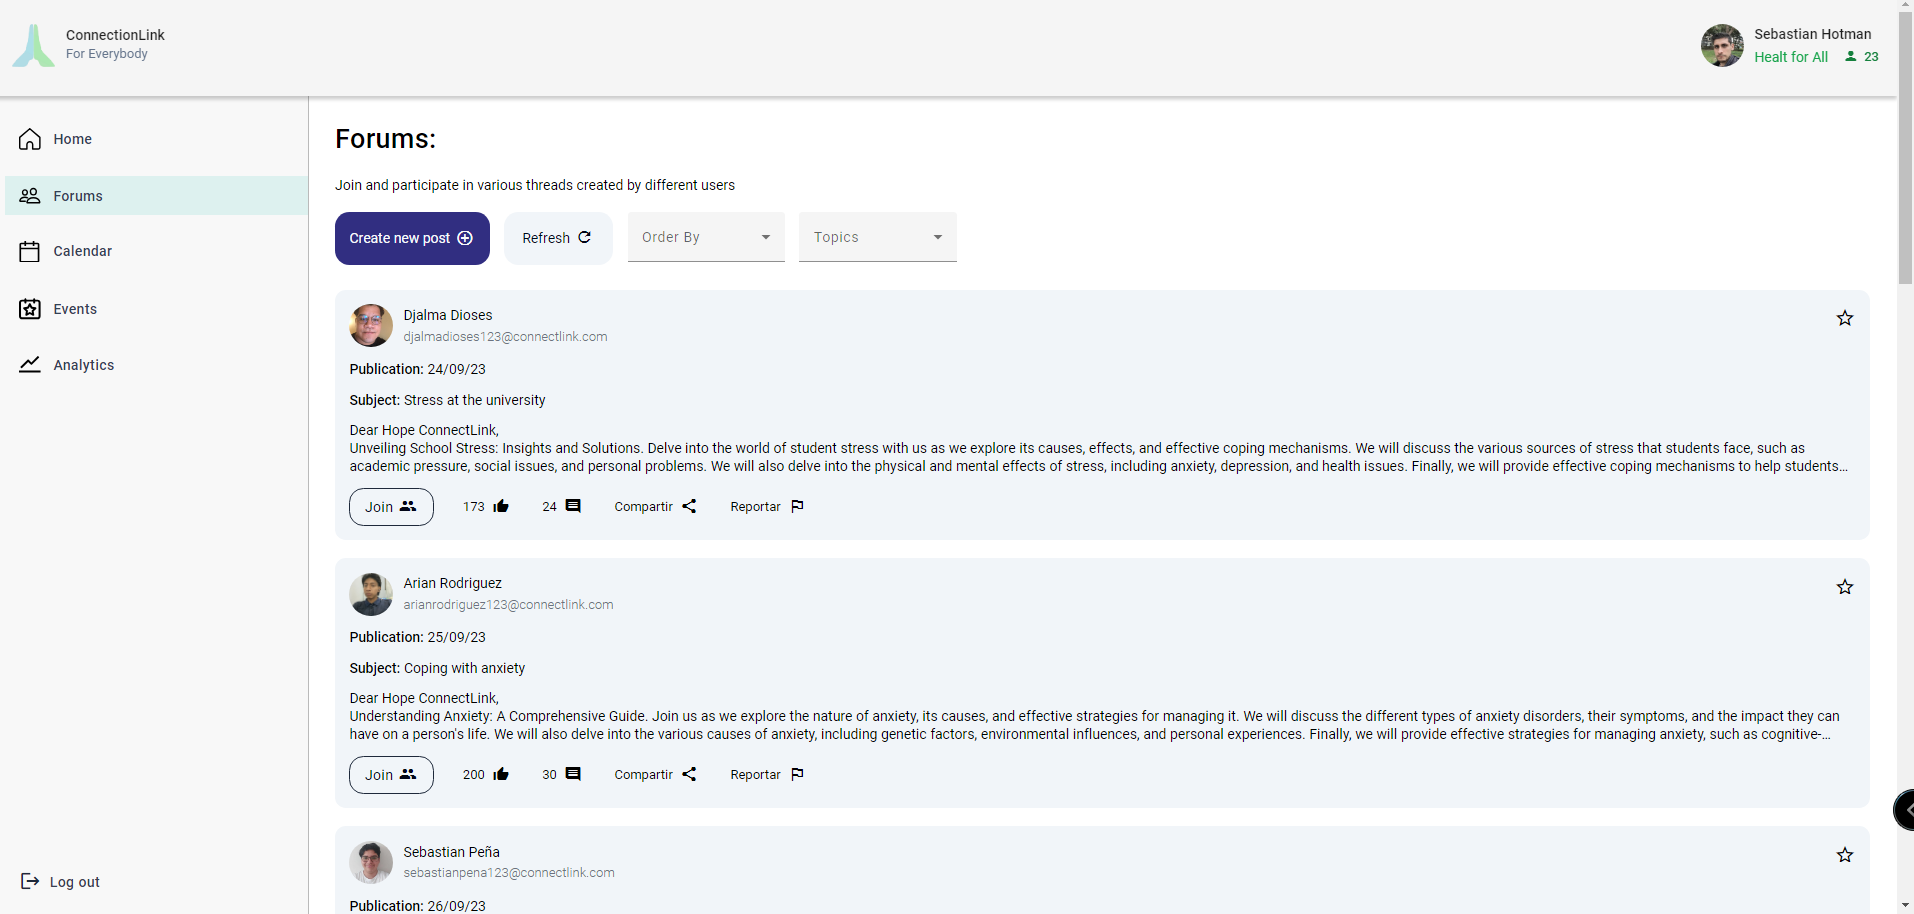 ConnectionLink
For Everybody
Sebastian Hotman
Healt for All 23
Home
Forums
Calendar
Events
Analytics
Log out
Forums:
Join and participate in various threads created by different users
Create new post
Refresh
Order By
Topics
Djalma Dioses
djalmadioses123@connectlink.com
Publication: 24/09/23
Subject: Stress at the university
Dear Hope ConnectLink,
Unveiling School Stress: Insights and Solutions. Delve into the world of student stress with us as we explore its causes, effects, and effective coping mechanisms. We will discuss the various sources of stress that students face, such as
academic pressure, social issues, and personal problems. We will also delve into the physical and mental effects of stress, including anxiety, depression, and health issues. Finally, we will provide effective coping mechanisms to help students...
Join 173 24 Compartir Reportar
Arian Rodriguez
arianrodriguez123@connectlink.com
Publication: 25/09/23
Subject: Coping with anxiety
Dear Hope ConnectLink,
Understanding Anxiety: A Comprehensive Guide. Join us as we explore the nature of anxiety, its causes, and effective strategies for managing it. We will discuss the different types of anxiety disorders, their symptoms, and the impact they can
have on a person's life. We will also delve into the various causes of anxiety, including genetic factors, environmental influences, and personal experiences. Finally, we will provide effective strategies for managing anxiety, such as cognitive-...
Join 200 30 Compartir Reportar
Sebastian Peña
sebastianpena123@connectlink.com
Publication: 26/09/23